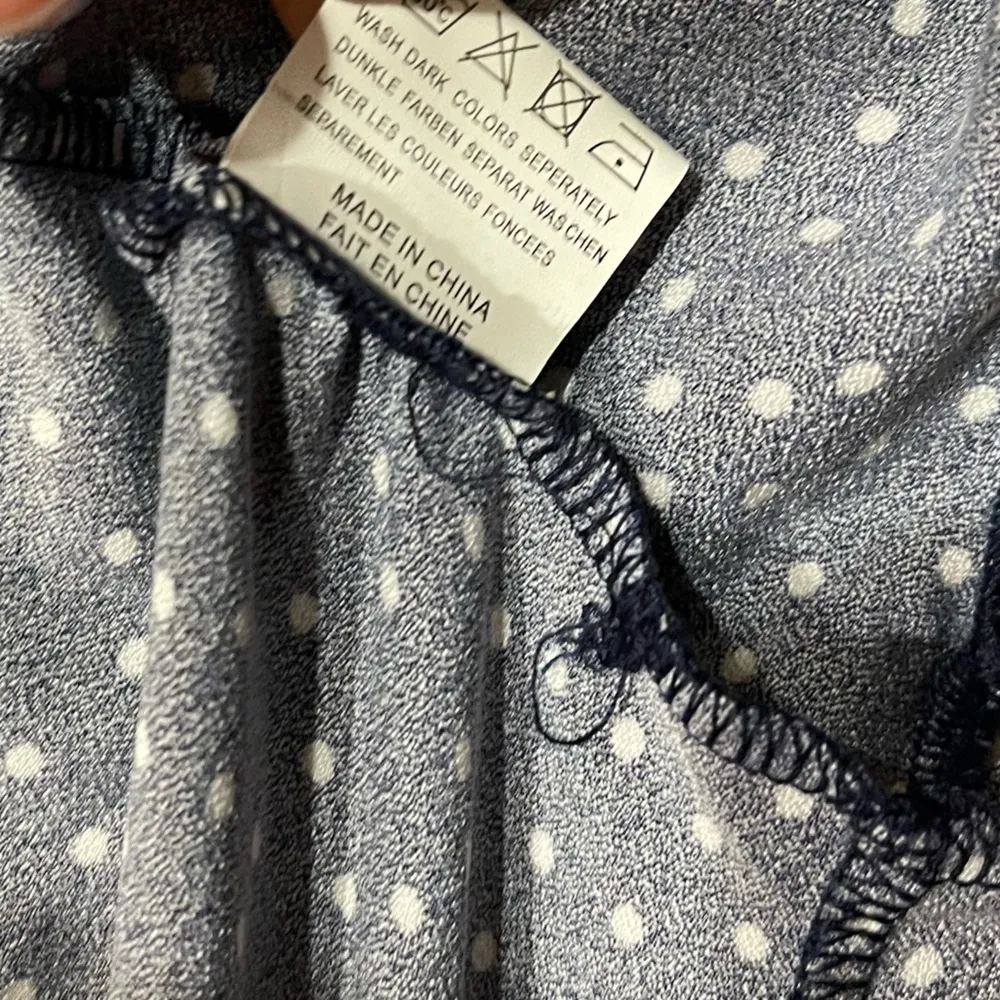 0°C
WASH DARK COLORS SEPERATELY
DUNKLE FARBEN SEPARAT WASCHEN
LAVER LES COULEURS FONCEES
SEPAREMENT
MADE IN CHINA
FAIT EN CHINE